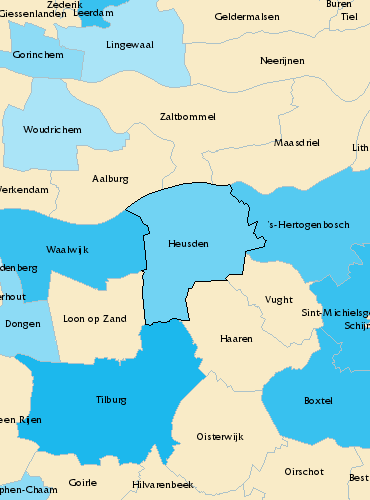 Zederik
Buren
Giessenlanden
Leerdam
Geldermalsen
Tiel
Lingewaal
Gorinchem
Neerijnen
Zaltbommel
Woudrichem
Maasdriel
Lith
Aalburg
Werkendam
's-Hertogenbosch
Heusden
Waalwijk
denberg
erhout
Vught
Sint-Michielsg
Loon op Zand
Dongen
Schijn
Haaren
Tilburg
Boxtel
een Rijen
Oisterwijk
Oirschot
Best
Goirle
Hilvarenbeek
phen-Chaam